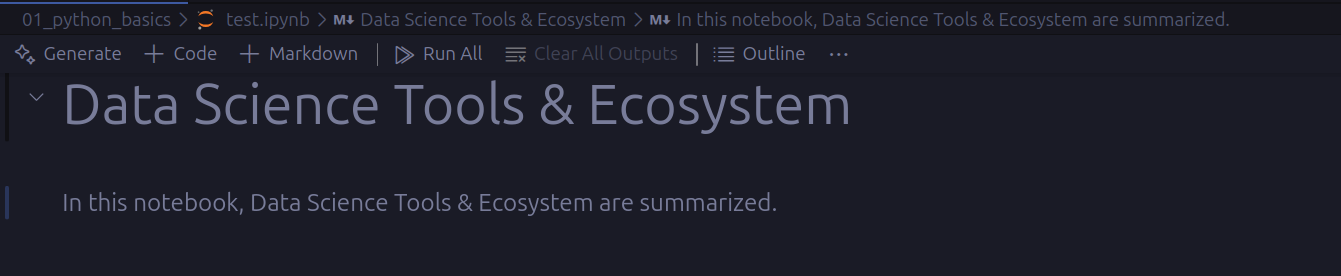 01_python_basics > test.ipynb > M↓ Data Science Tools & Ecosystem > M↓ In this notebook, Data Science Tools & Ecosystem are summarized.
Generate + Code + Markdown | Run All Clear All Outputs | Outline ...
Data Science Tools & Ecosystem
In this notebook, Data Science Tools & Ecosystem are summarized.